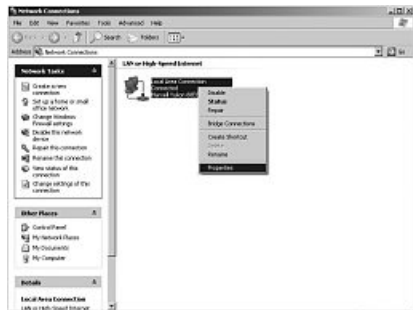 Network Connections
File Edit View Favorites Tools Advanced Help
Search Folders
Address Network Connections Go
Network Tasks
Create a new
connection
Set up a home or small
office network
Change Windows
Firewall settings
Disable this network
device
Repair this connection
Rename this connection
View status of this
connection
Change settings of this
connection
Other Places
Control Panel
My Network Places
My Documents
My Computer
Details
Local Area Connection
LAN or High-Speed Internet
LAN or High-Speed Internet
Local Area Connection
Connected
Marvell Yukon
Disable
Status
Repair
Bridge Connections
Create Shortcut
Delete
Rename
Properties